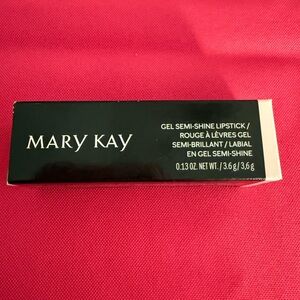 MARY KAY
GEL SEMI-SHINE LIPSTICK /
ROUGE À LÈVRES GEL
SEMI-BRILLANT / LABIAL
EN GEL SEMI-SHINE
0.13 OZ. NET WT. / 3.6 g / 3,6 g